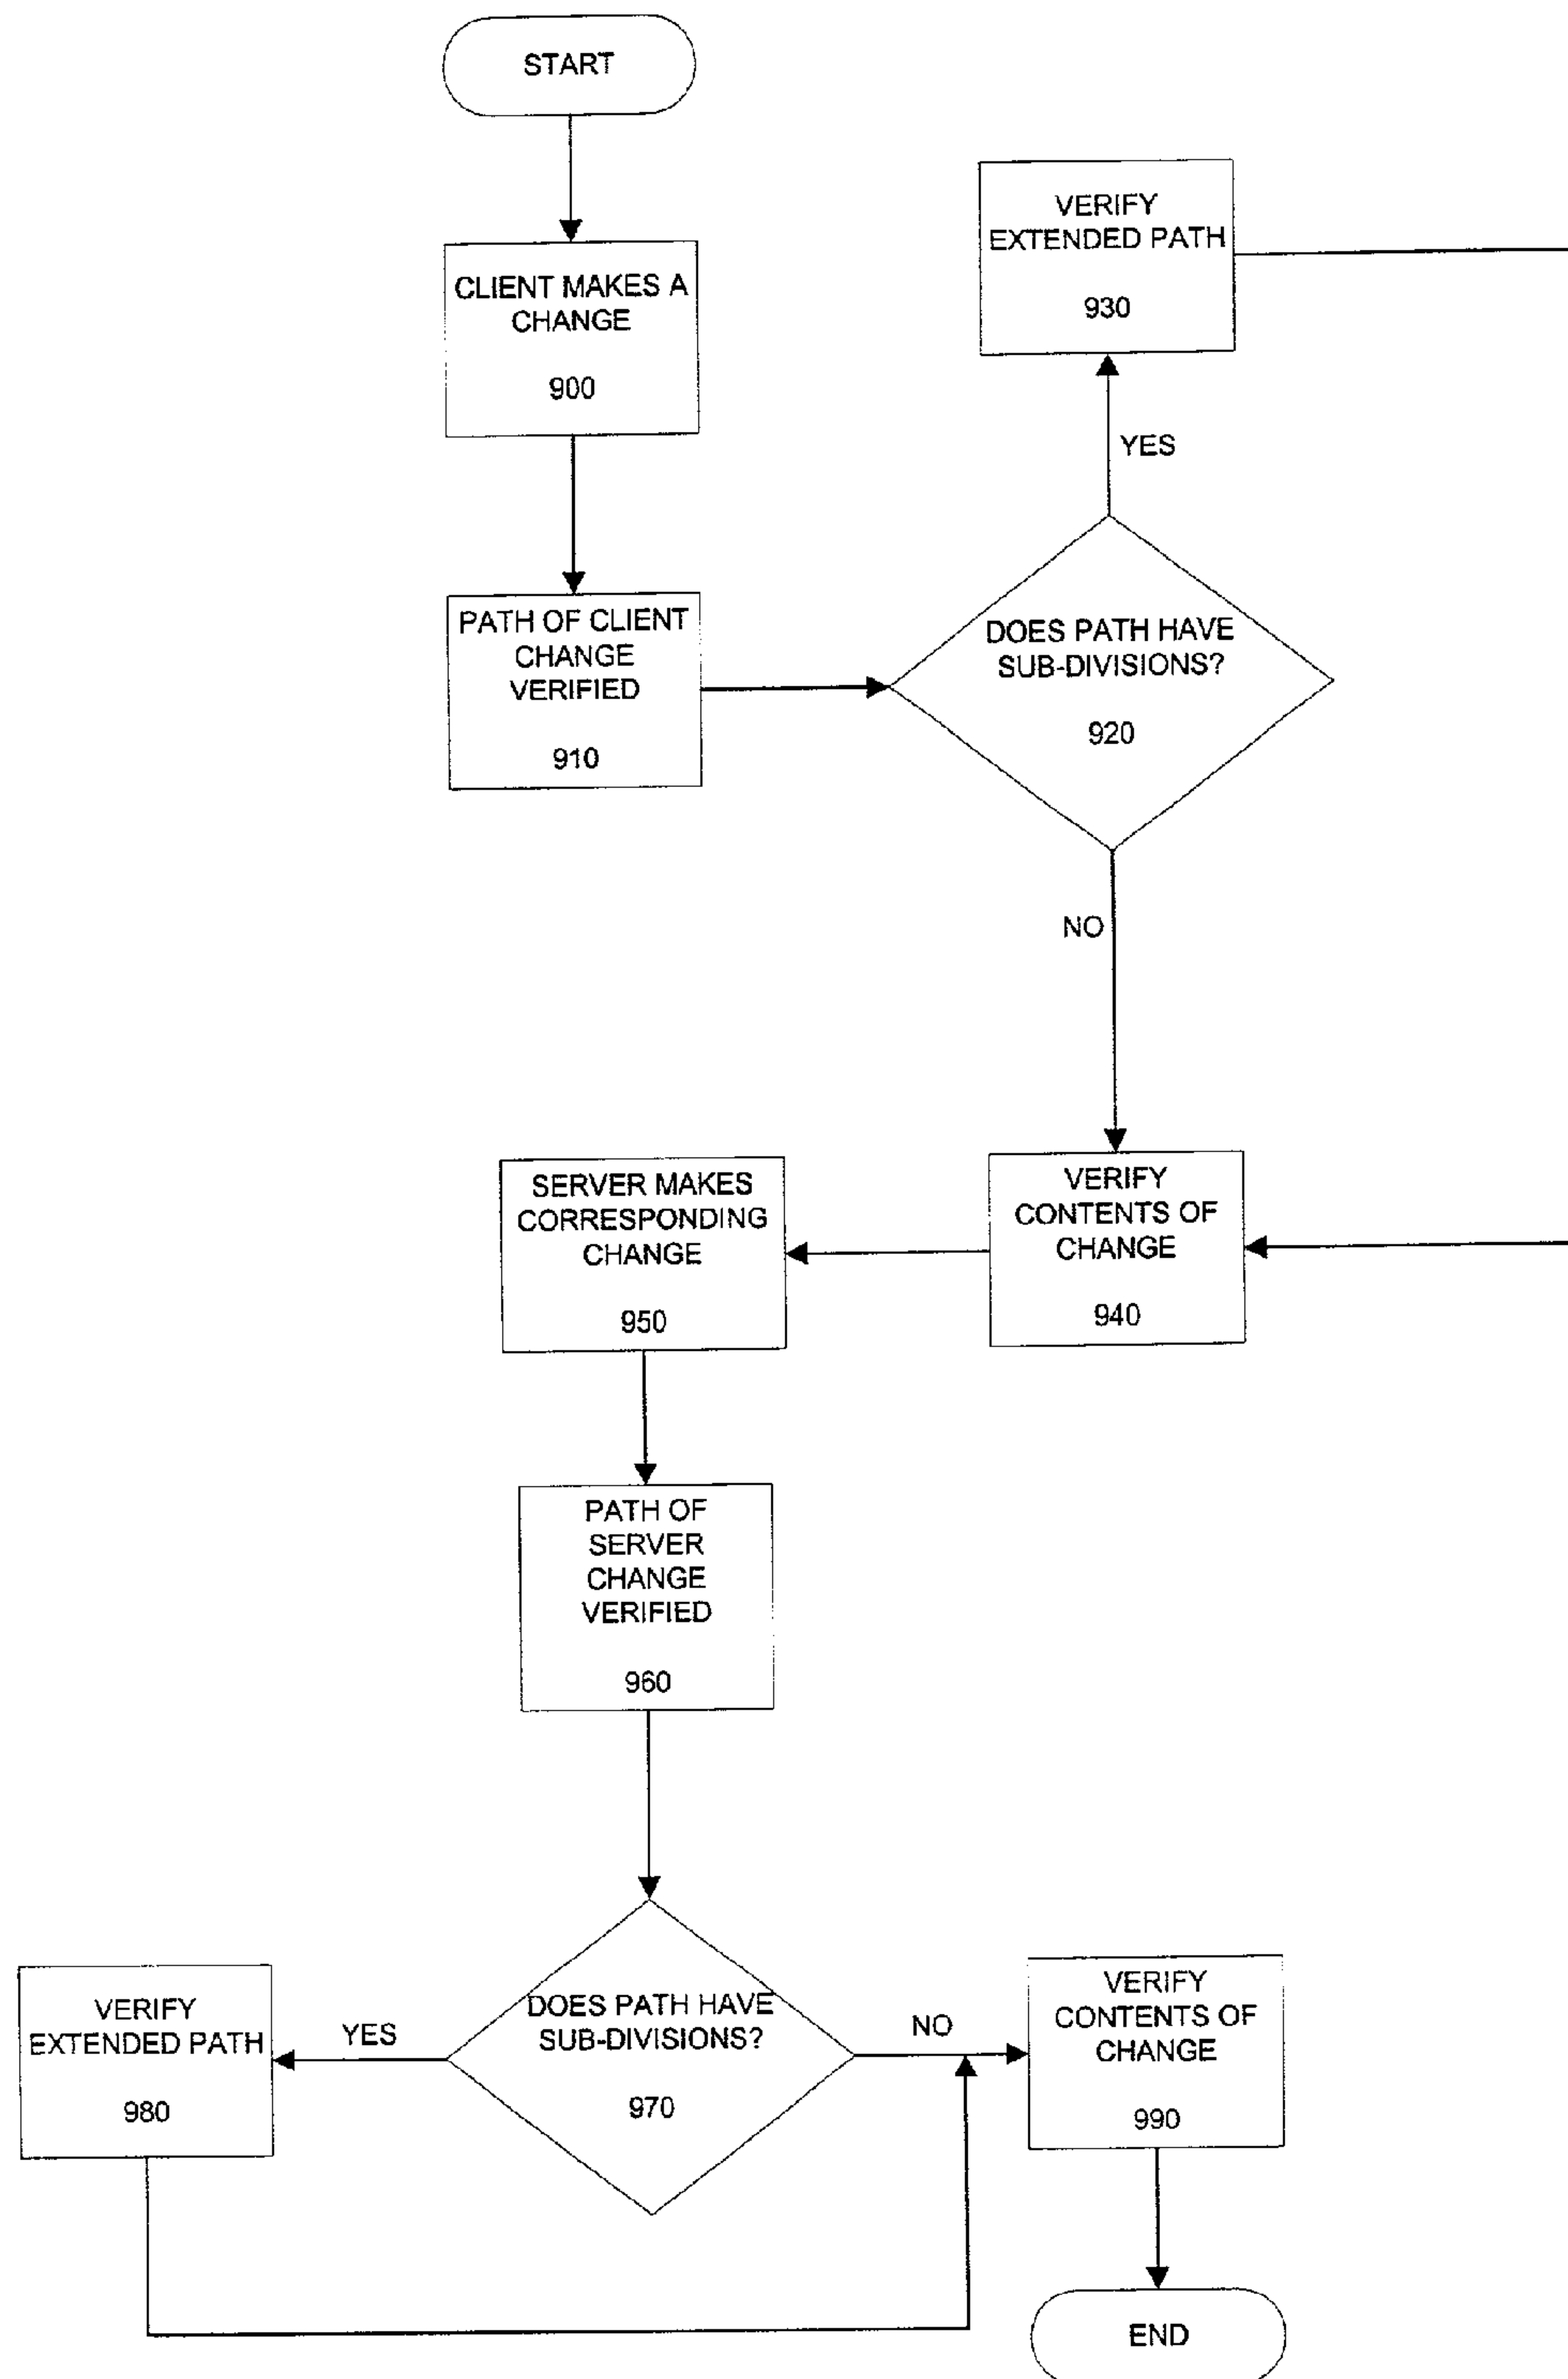 START
CLIENT MAKES A
CHANGE
900
PATH OF CLIENT
CHANGE
VERIFIED
910
DOES PATH HAVE
SUB-DIVISIONS?
920
YES
VERIFY
EXTENDED PATH
930
NO
VERIFY
CONTENTS OF
CHANGE
940
SERVER MAKES
CORRESPONDING
CHANGE
950
PATH OF
SERVER
CHANGE
VERIFIED
960
DOES PATH HAVE
SUB-DIVISIONS?
970
YES
VERIFY
EXTENDED PATH
980
NO
VERIFY
CONTENTS OF
CHANGE
990
END